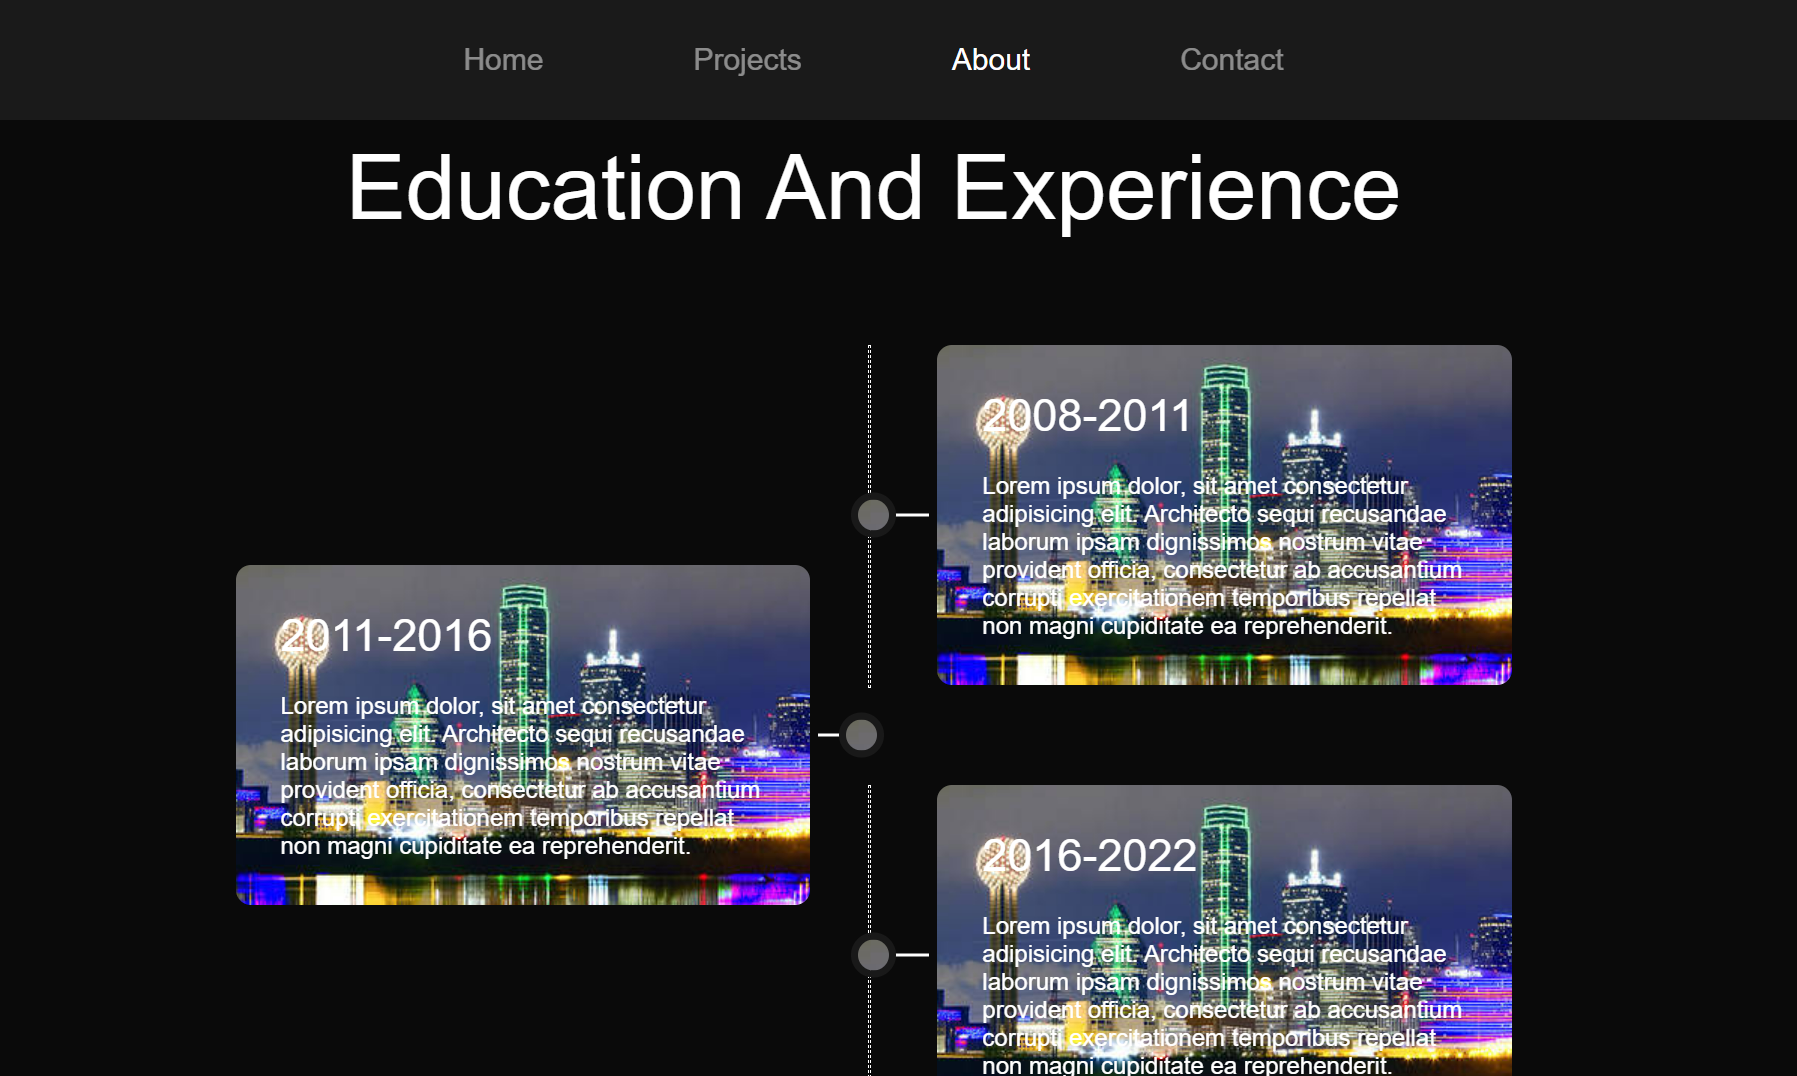 Home Projects About Contact
Education And Experience
2008-2011
Lorem ipsum dolor, sit amet consectetur
adipisicing elit. Architecto sequi recusandae
laborum ipsam dignissimos nostrum vitae
provident officia, consectetur ab accusantium
corrupti exercitationem temporibus repellat
non magni cupiditate ea reprehenderit.
2011-2016
Lorem ipsum dolor, sit amet consectetur
adipisicing elit. Architecto sequi recusandae
laborum ipsam dignissimos nostrum vitae
provident officia, consectetur ab accusantium
corrupti exercitationem temporibus repellat
non magni cupiditate ea reprehenderit.
2016-2022
Lorem ipsum dolor, sit amet consectetur
adipisicing elit. Architecto sequi recusandae
laborum ipsam dignissimos nostrum vitae
provident officia, consectetur ab accusantium
corrupti exercitationem temporibus repellat
non magni cupiditate ea reprehenderit.